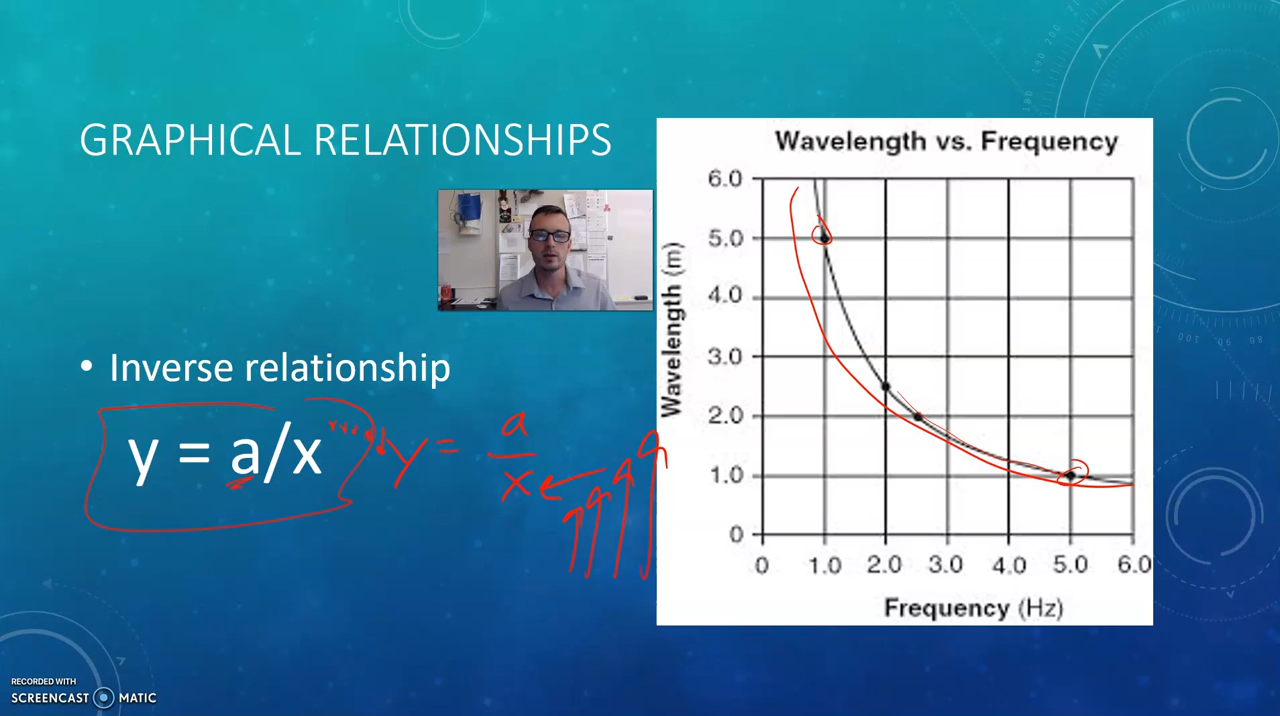 GRAPHICAL RELATIONSHIPS
• Inverse relationship
y = a/x
y = a/x
Wavelength vs. Frequency
6.0
5.0
4.0
3.0
2.0
1.0
0
Wavelength (m)
0 1.0 2.0 3.0 4.0 5.0 6.0
Frequency (Hz)
RECORDED WITH
SCREENCAST MATIC